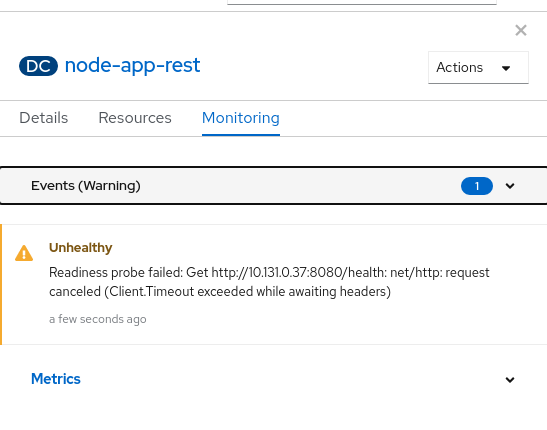 DC node-app-rest
Actions
Details Resources Monitoring
Events (Warning) 1
Unhealthy
Readiness probe failed: Get http://10.131.0.37:8080/health: net/http: request
canceled (Client.Timeout exceeded while awaiting headers)
a few seconds ago
Metrics